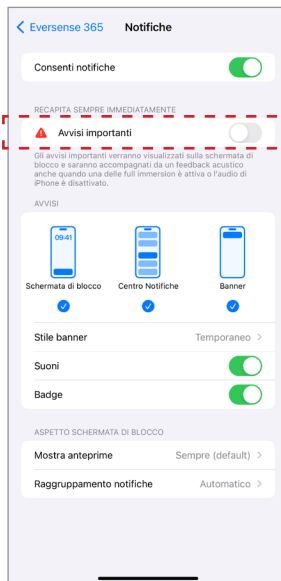 Eversense 365 Notifiche
Consenti notifiche
RECAPITA SEMPRE IMMEDIATAMENTE
Avvisi importanti
Gli avvisi importanti verranno visualizzati sulla schermata di
blocco e saranno accompagnati da un feedback acustico
anche quando una delle full immersion è attiva o l'audio di
iPhone è disattivato.
AVVISI
09:41
Schermata di blocco Centro Notifiche Banner
Stile banner Temporaneo
Suoni
Badge
ASPETTO SCHERMATA DI BLOCCO
Mostra anteprime Sempre (default)
Raggruppamento notifiche Automatico